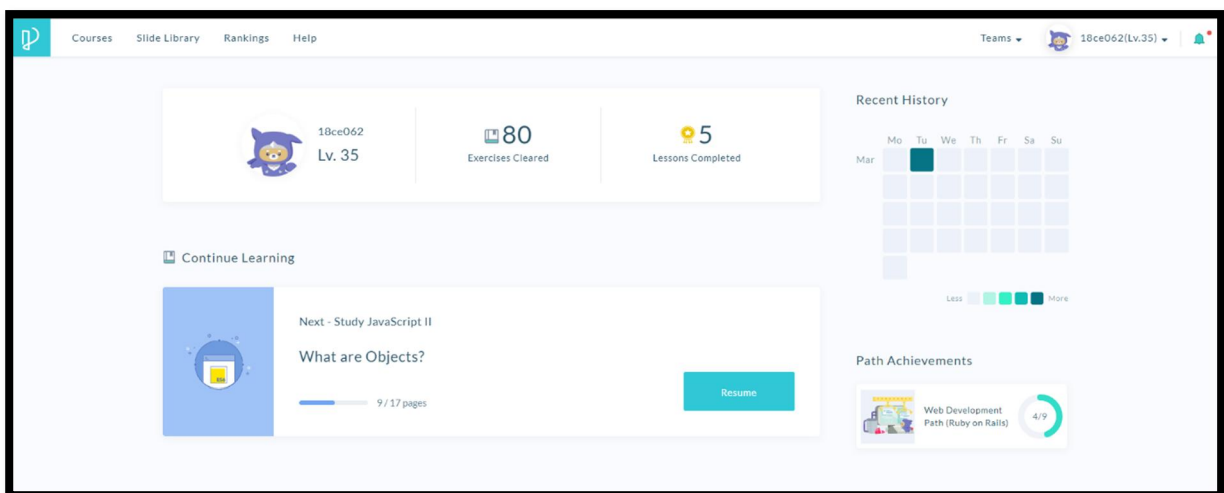 Courses Slide Library Rankings Help Teams 18ce062(Lv.35)
18ce062
Lv. 35
80
Exercises Cleared
5
Lessons Completed
Recent History
Mo Tu We Th Fr Sa Su
Mar
Less More
Continue Learning
Next - Study JavaScript II
What are Objects?
9 / 17 pages
Resume
Path Achievements
Web Development
Path (Ruby on Rails)
4/9